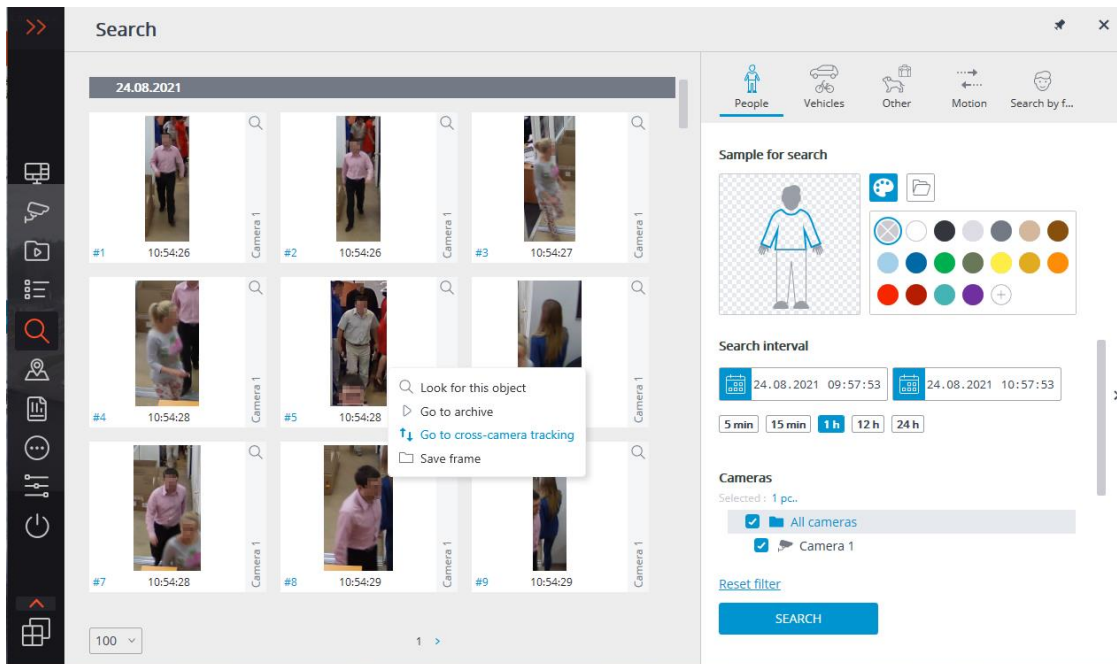 Search
24.08.2021
Camera 1
#1 10:54:26
Camera 1
#2 10:54:26
Camera 1
#3 10:54:27
Camera 1
#4 10:54:28
Camera 1
#5 10:54:28
Camera 1
Look for this object
Go to archive
Go to cross-camera tracking
Save frame
Camera 1
#7 10:54:28
Camera 1
#8 10:54:29
Camera 1
#9 10:54:29
100
1 >
People
Vehicles
Other
Motion
Search by f...
Sample for search
Search interval
24.08.2021 09:57:53
24.08.2021 10:57:53
5 min 15 min 1 h 12 h 24 h
Cameras
Selected : 1 pc..
All cameras
Camera 1
Reset filter
SEARCH